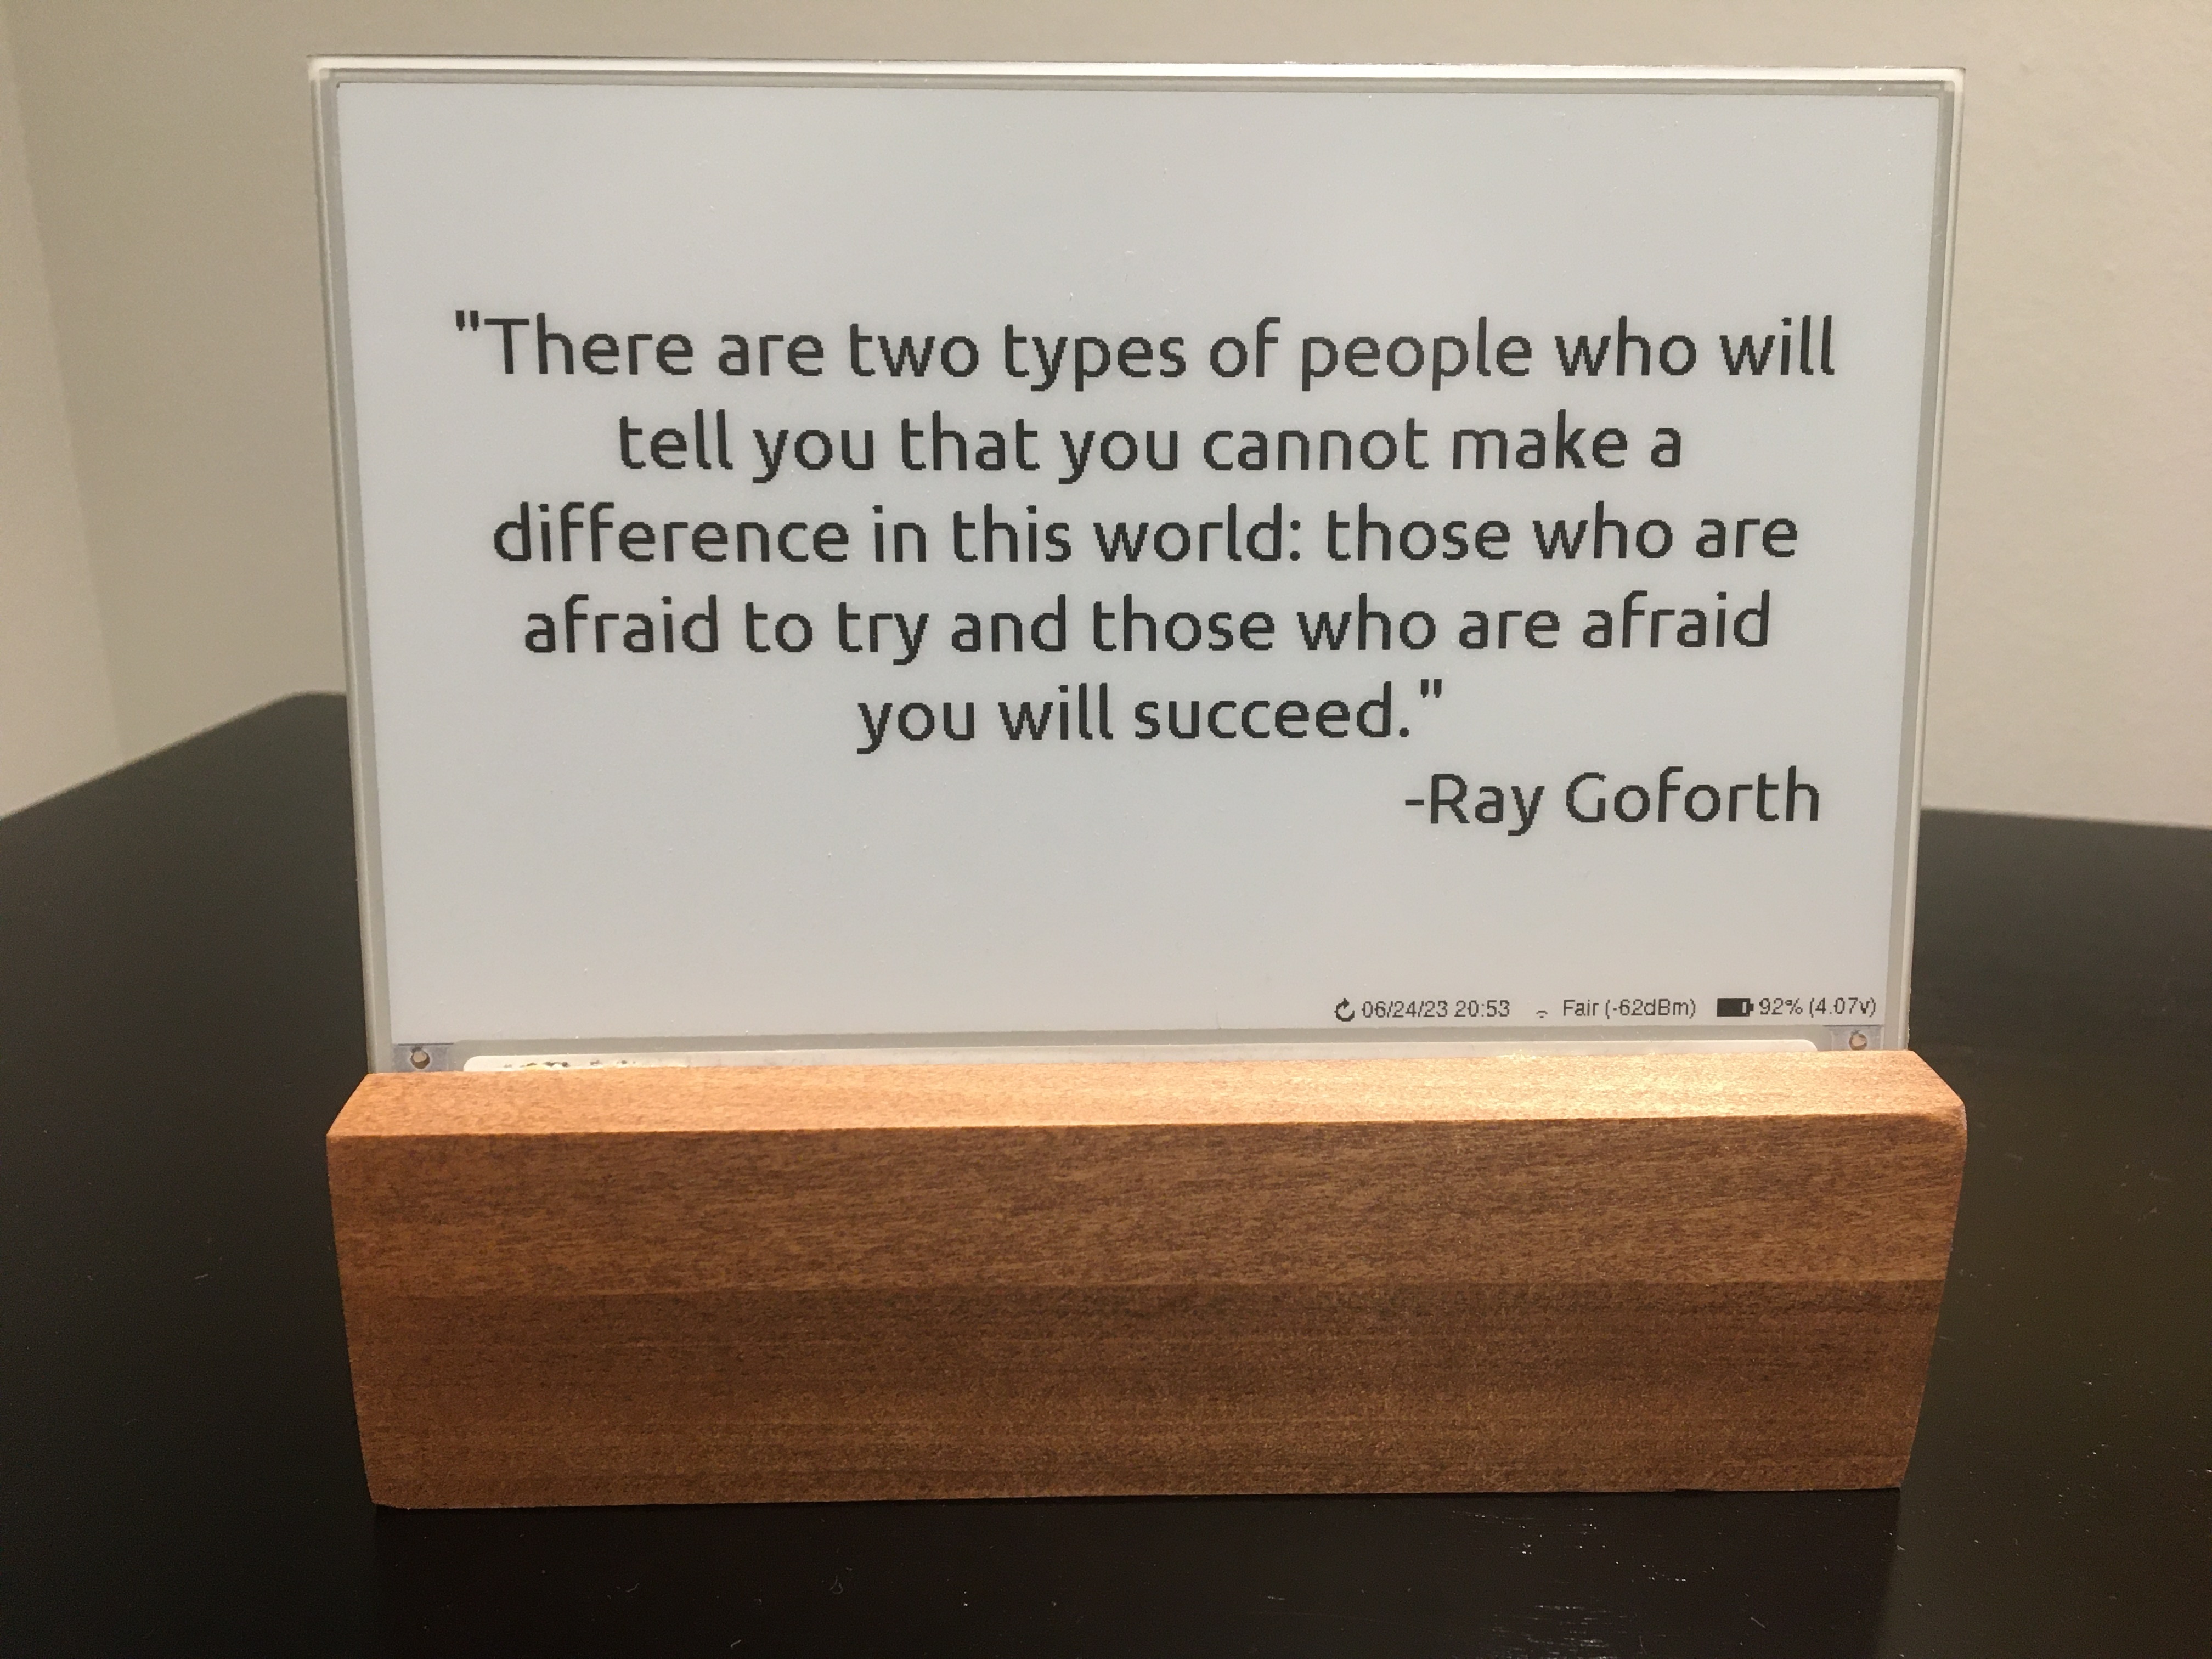 "There are two types of people who will
tell you that you cannot make a
difference in this world: those who are
afraid to try and those who are afraid
you will succeed."
-Ray Goforth
06/24/23 20:53 Fair (-62dBm) 92% (4.07v)